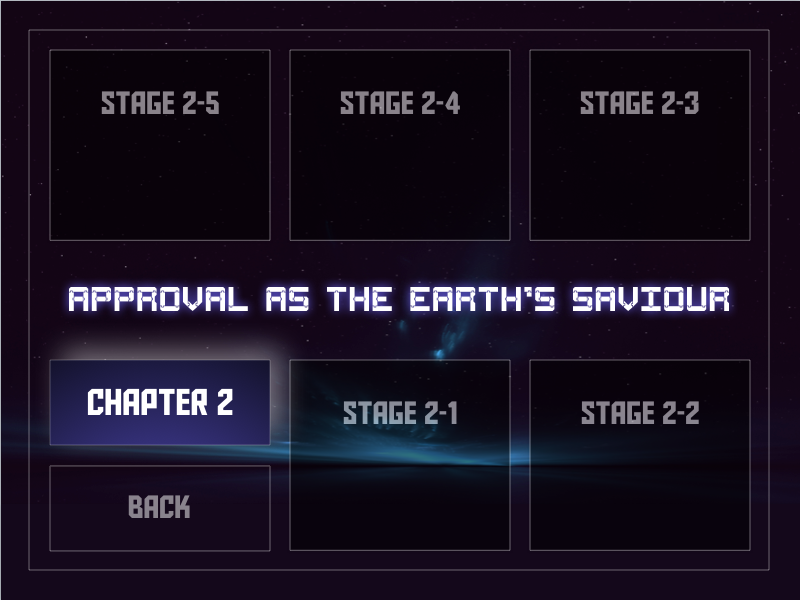 STAGE 2-5
STAGE 2-4
STAGE 2-3
APPROVAL AS THE EARTH'S SAVIOUR
CHAPTER 2
STAGE 2-1
STAGE 2-2
BACK